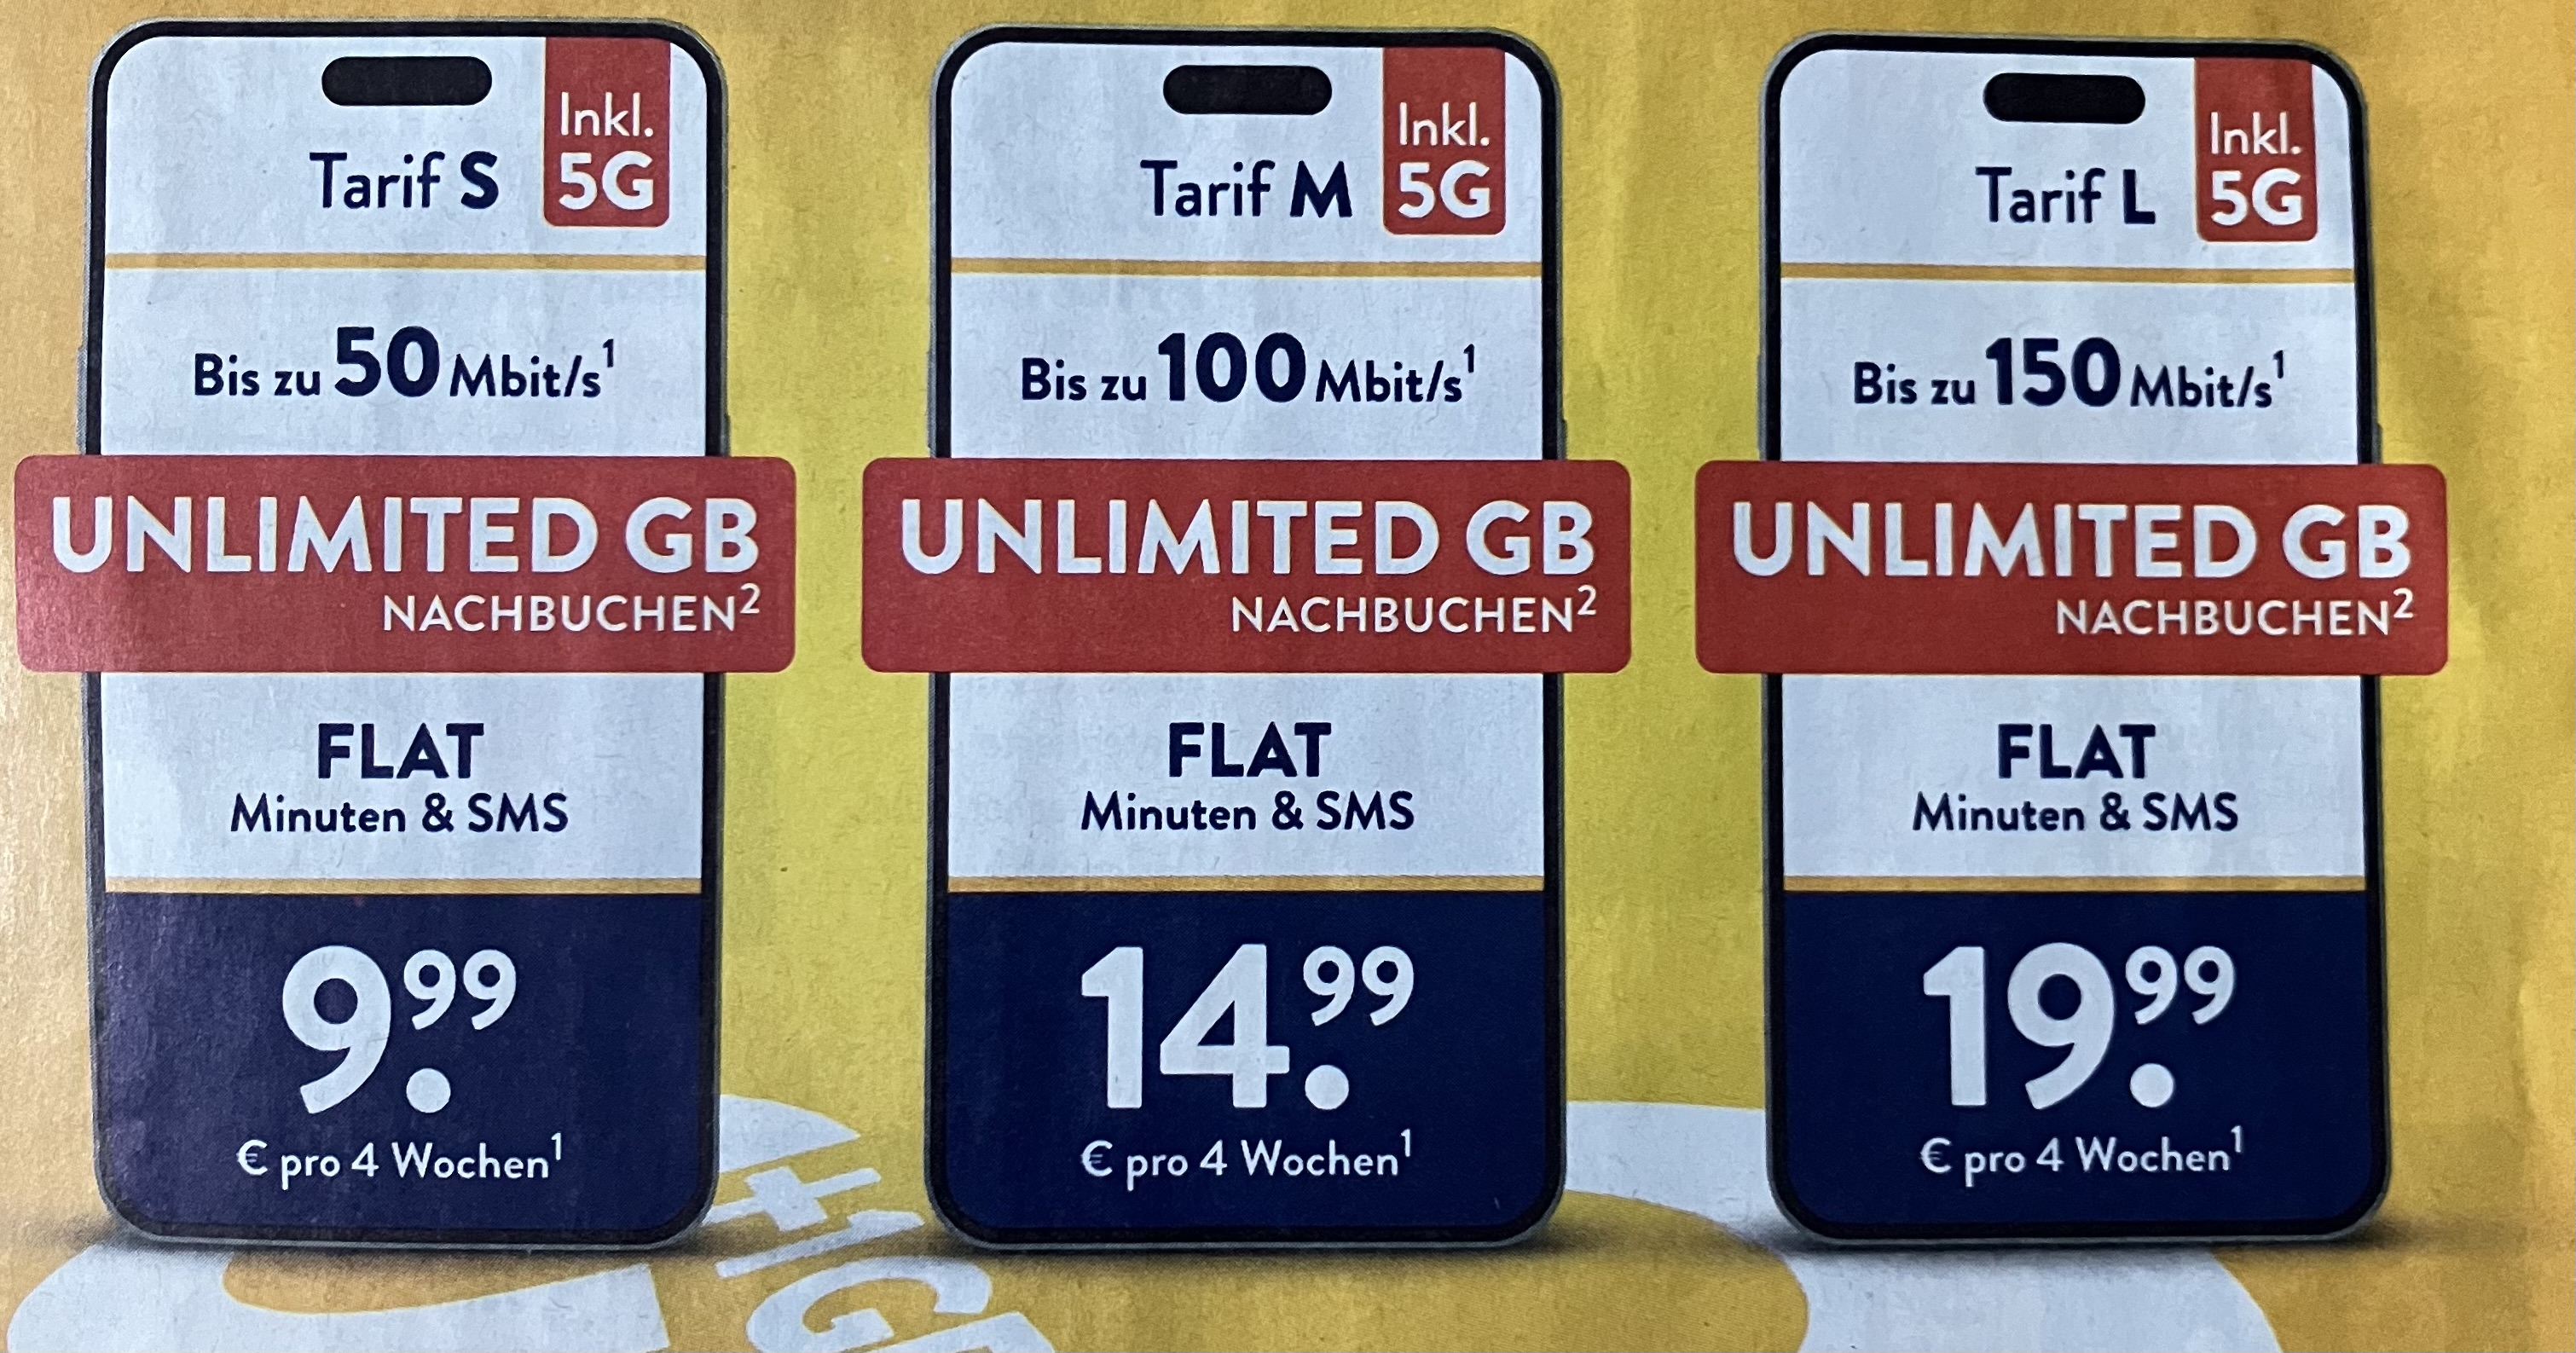 Inkl.
5G
Tarif S
Bis zu 50 Mbit/s¹
UNLIMITED GB
NACHBUCHEN²
FLAT
Minuten & SMS
9.99
€ pro 4 Wochen¹
Inkl.
5G
Tarif M
Bis zu 100 Mbit/s¹
UNLIMITED GB
NACHBUCHEN²
FLAT
Minuten & SMS
14.99
€ pro 4 Wochen¹
Inkl.
5G
Tarif L
Bis zu 150 Mbit/s¹
UNLIMITED GB
NACHBUCHEN²
FLAT
Minuten & SMS
19.99
€ pro 4 Wochen¹